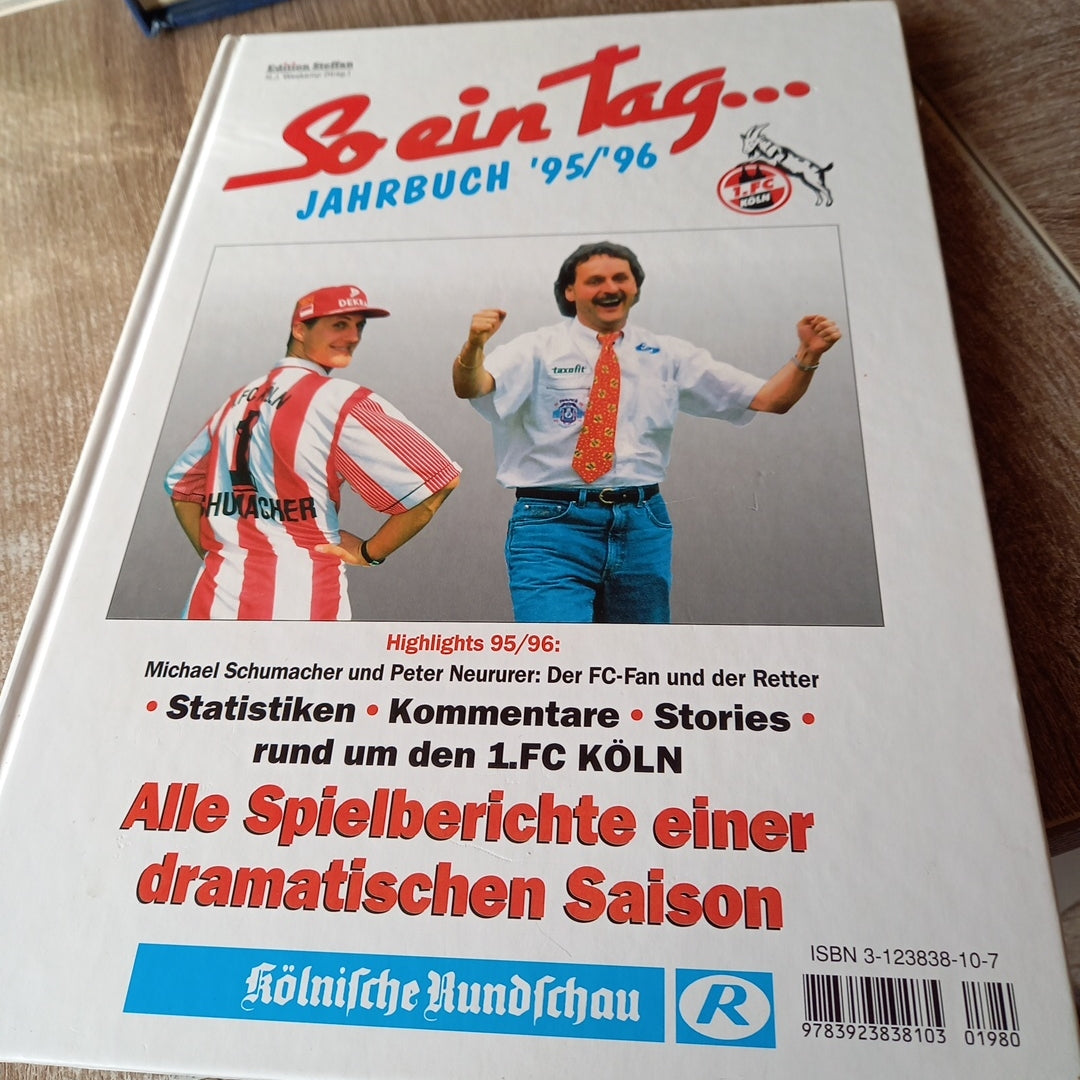 Edition Steffan
So ein Tag...
JAHRBUCH '95/'96
1.FC
KÖLN
DEKRA
FC KÖLN
1
SCHUMACHER
taxofit
Highlights 95/96:
Michael Schumacher und Peter Neururer: Der FC-Fan und der Retter
• Statistiken • Kommentare • Stories •
rund um den 1.FC KÖLN
Alle Spielberichte einer
dramatischen Saison
Kölnische Rundschau
R
ISBN 3-123838-10-7
9783923838103 01980